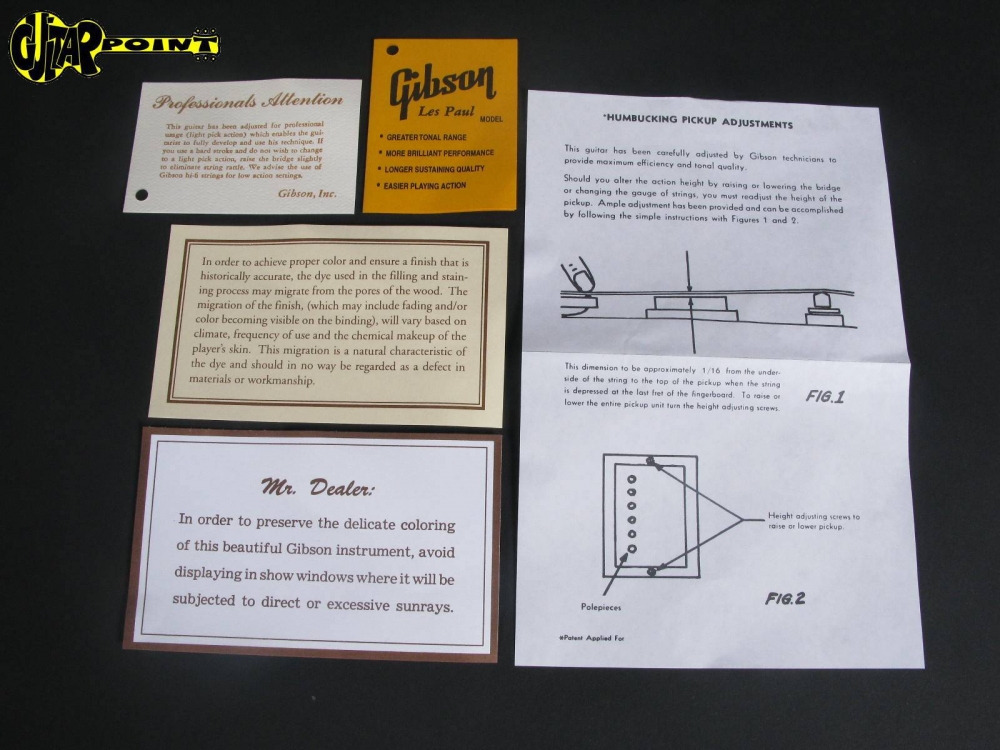 GUITAR POINT
Professionals Attention
This guitar has been adjusted for professional
usage (light pick action) which enables the gui-
tarist to fully develop and use his technique. If
you use a hard stroke and do not wish to change
to a light pick action, raise the bridge slightly
to eliminate string rattle. We advise the use of
Gibson hi-fi strings for low action settings.
Gibson, Inc.
Gibson
Les Paul
MODEL
* GREATER TONAL RANGE
* MORE BRILLIANT PERFORMANCE
* LONGER SUSTAINING QUALITY
* EASIER PLAYING ACTION
In order to achieve proper color and ensure a finish that is
historically accurate, the dye used in the filling and stain-
ing process may migrate from the pores of the wood. The
migration of the finish, (which may include fading and/or
color becoming visible on the binding), will vary based on
climate, frequency of use and the chemical makeup of the
player's skin. This migration is a natural characteristic of
the dye and should in no way be regarded as a defect in
materials or workmanship.
Mr. Dealer:
In order to preserve the delicate coloring
of this beautiful Gibson instrument, avoid
displaying in show windows where it will be
subjected to direct or excessive sunrays.
*HUMBUCKING PICKUP ADJUSTMENTS
This guitar has been carefully adjusted by Gibson technicians to
provide maximum efficiency and tonal quality.
Should you alter the action height by raising or lowering the bridge
or changing the gauge of strings, you must readjust the height of the
pickup. Ample adjustment has been provided and can be accomplished
by following the simple instructions with Figures 1 and 2.
This dimension to be approximately 1/16 from the under-
side of the string to the top of the pickup when the string
is depressed at the last fret of the fingerboard. To raise or
lower the entire pickup unit turn the height adjusting screws.
FIG.1
Height adjusting screws to
raise or lower pickup.
FIG.2
Polepieces
*Patent Applied For